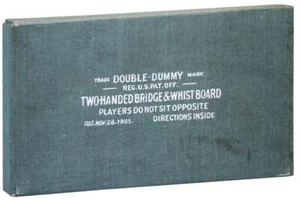 TRADE DOUBLE-DUMMY MARK
REG. U.S. PAT. OFF.
TWO-HANDED BRIDGE & WHIST BOARD
PLAYERS DO NOT SIT OPPOSITE
PAT. NOV. 28-1905. DIRECTIONS INSIDE